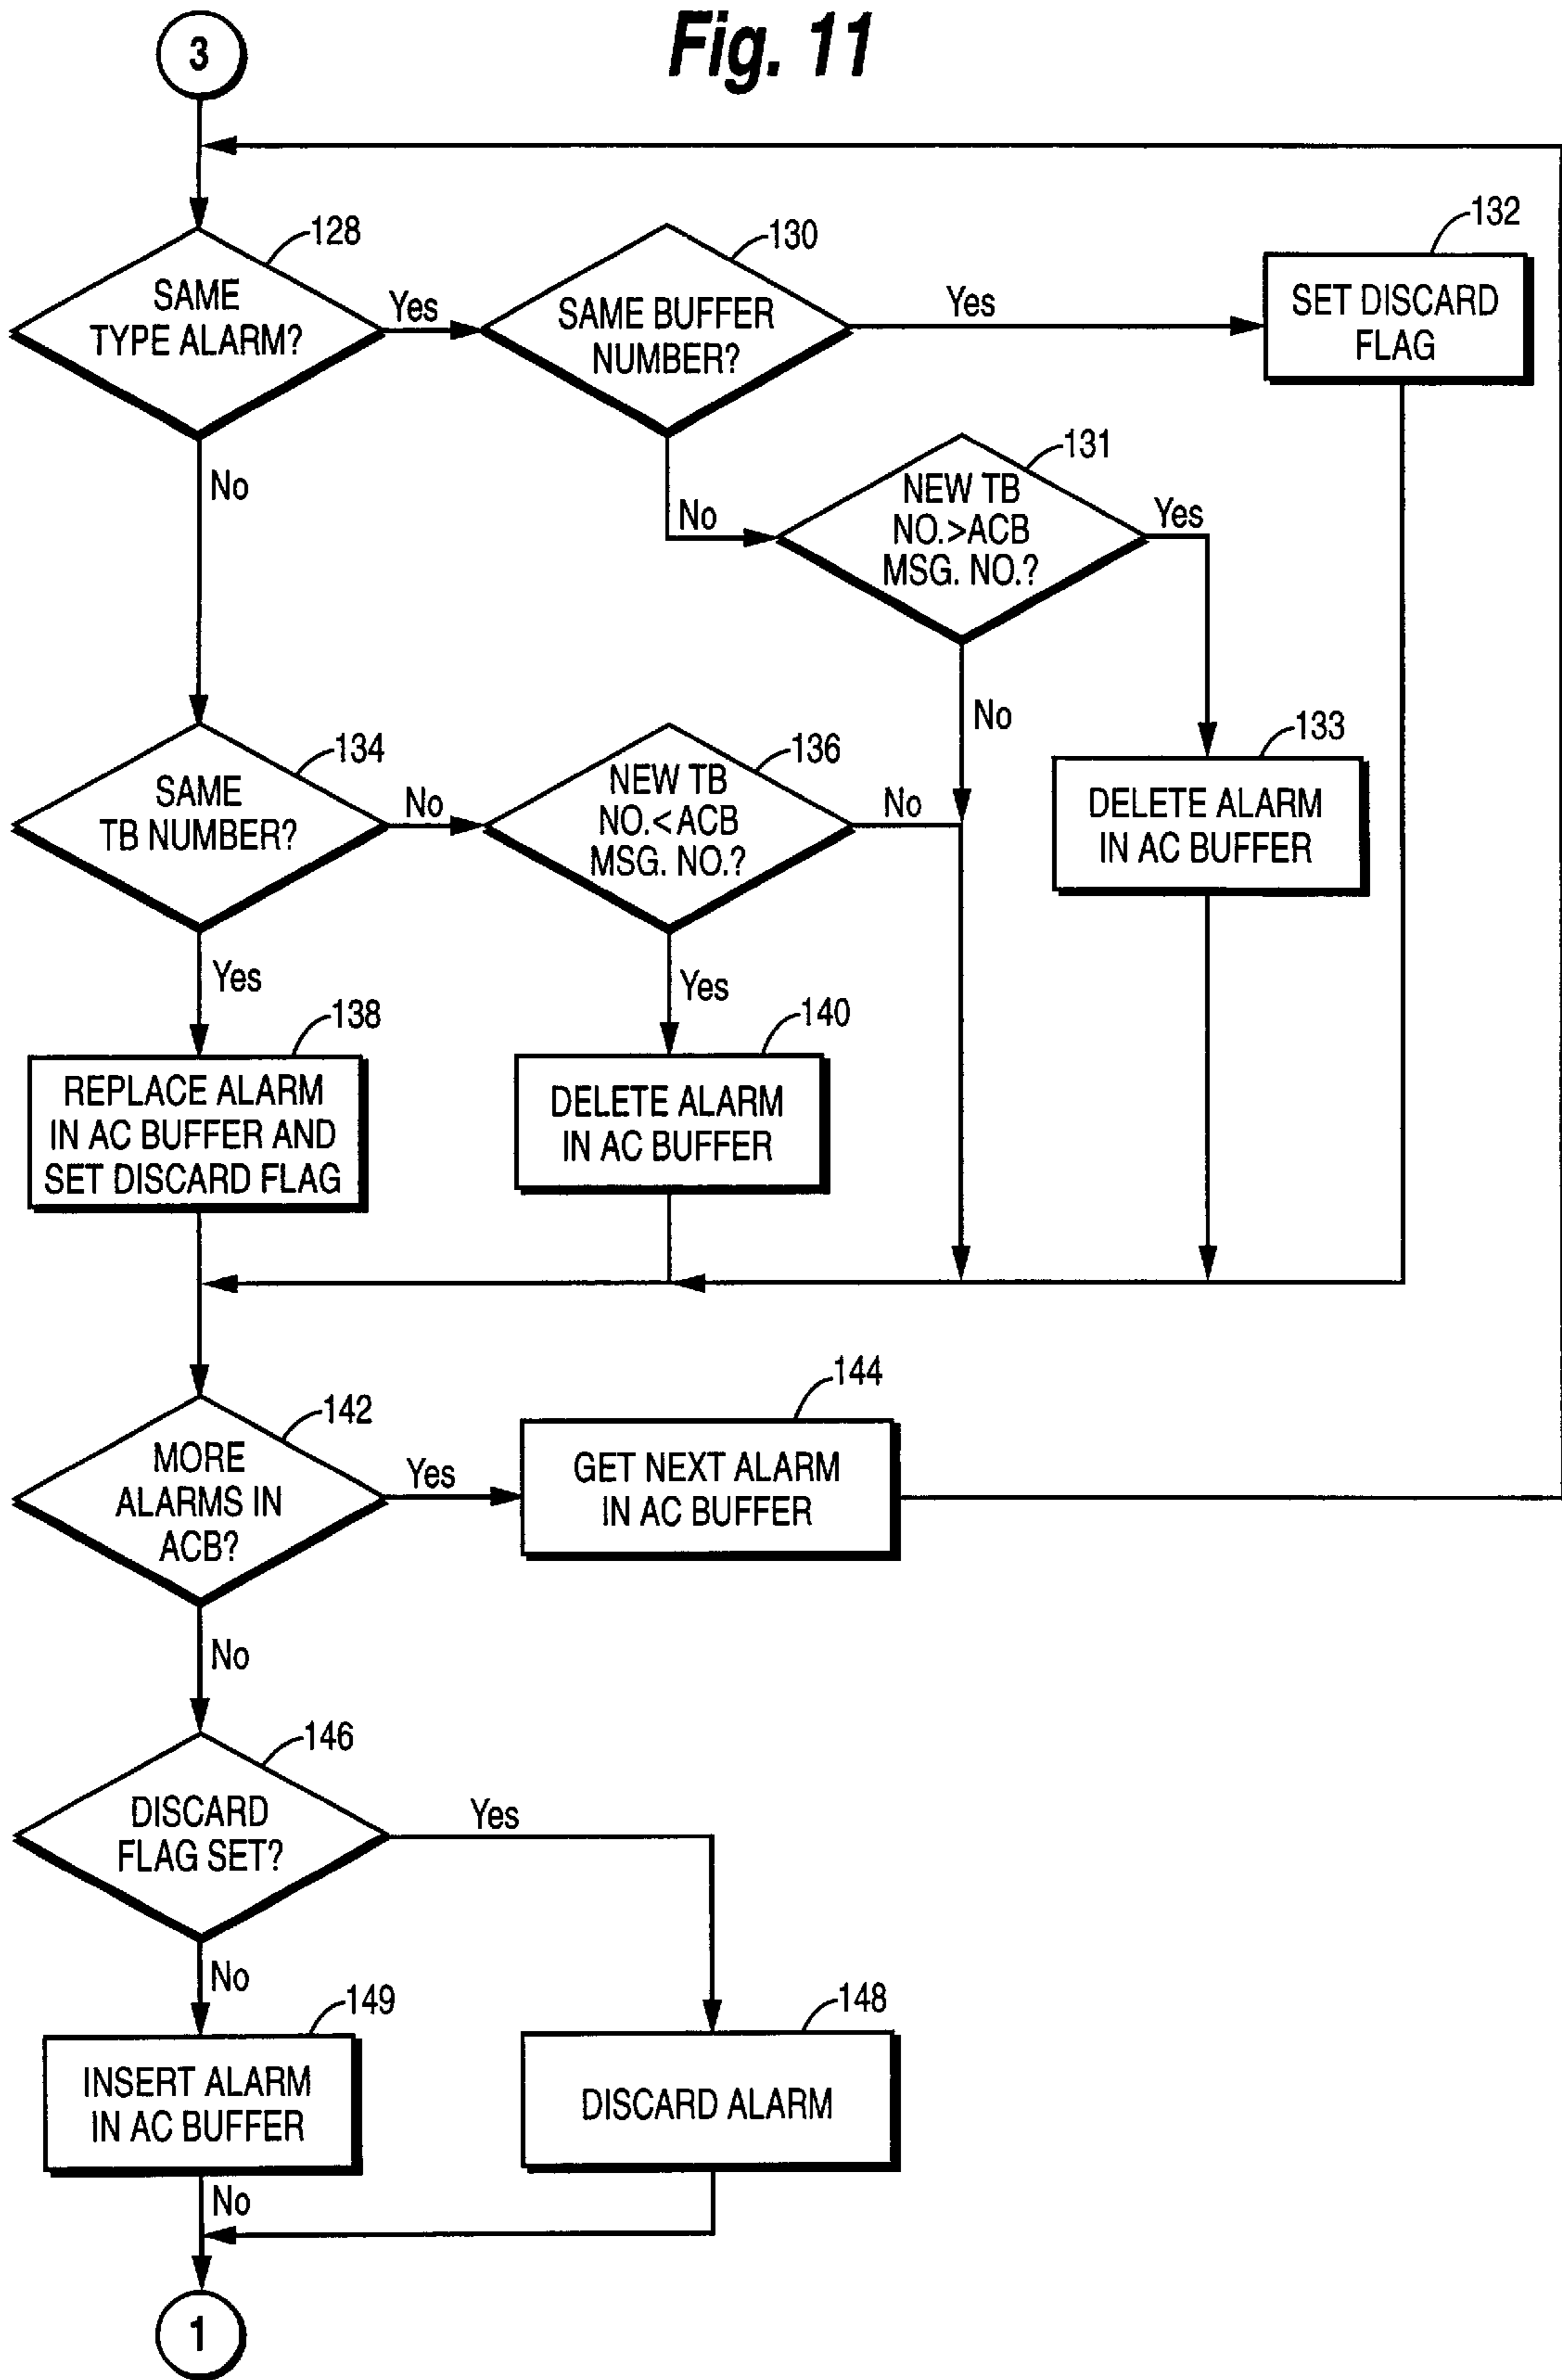 Fig. 11
3
128
SAME
TYPE ALARM?
Yes
No
130
SAME BUFFER
NUMBER?
Yes
No
132
SET DISCARD
FLAG
131
NEW TB
NO.>ACB
MSG. NO.?
Yes
No
133
DELETE ALARM
IN AC BUFFER
134
SAME
TB NUMBER?
No
Yes
136
NEW TB
NO.<ACB
MSG. NO.?
No
Yes
138
REPLACE ALARM
IN AC BUFFER AND
SET DISCARD FLAG
140
DELETE ALARM
IN AC BUFFER
142
MORE
ALARMS IN
ACB?
Yes
No
144
GET NEXT ALARM
IN AC BUFFER
146
DISCARD
FLAG SET?
Yes
No
149
INSERT ALARM
IN AC BUFFER
No
148
DISCARD ALARM
1